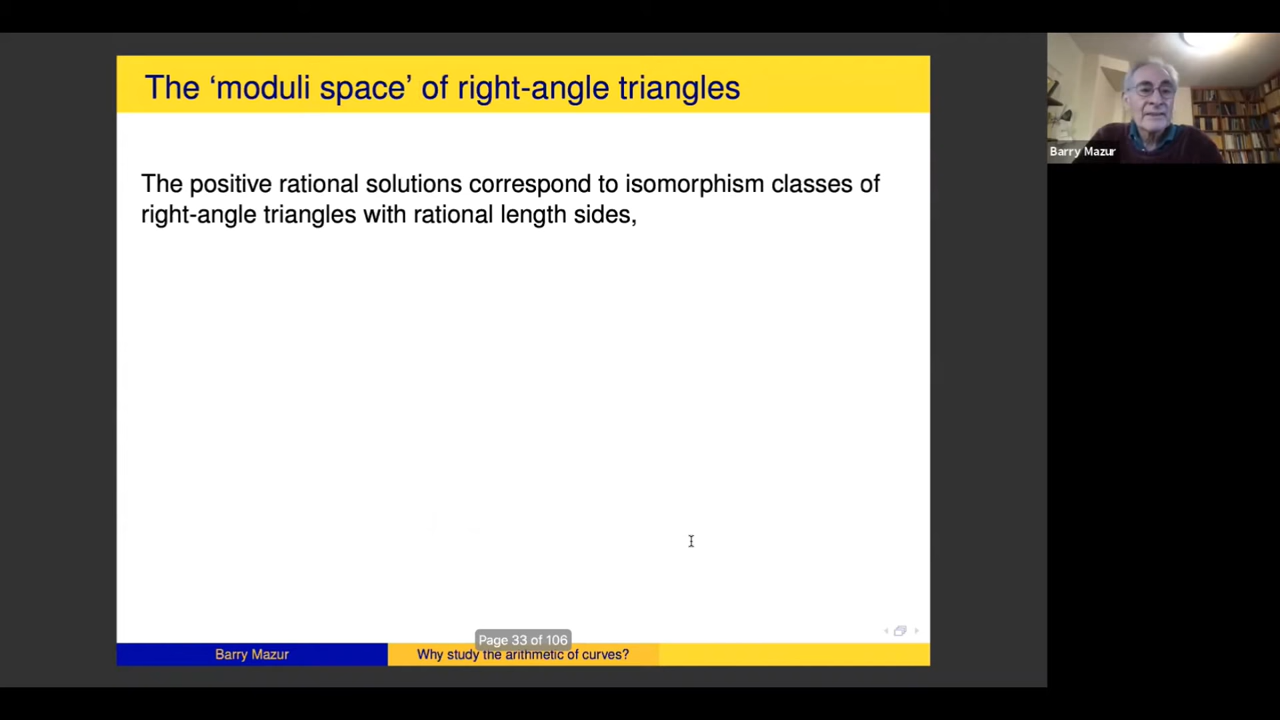 The ‘moduli space’ of right-angle triangles
Barry Mazur
The positive rational solutions correspond to isomorphism classes of
right-angle triangles with rational length sides,
Page 33 of 106
Barry Mazur
Why study the arithmetic of curves?